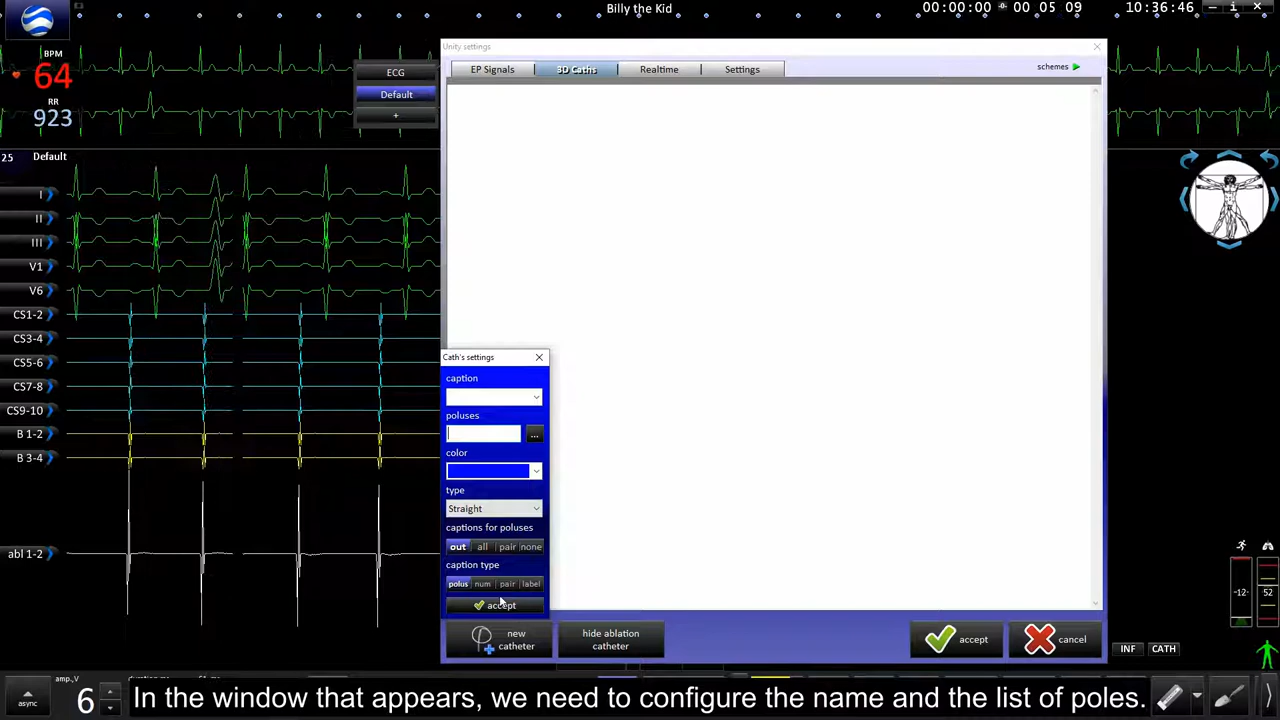 Billy the Kid
00:00:00
00 05 09
10:36:46
BPM
64
RR
923
ECG
Default
+
Unity settings
EP Signals
3D Caths
Realtime
Settings
schemes
25
Default
I
II
III
V1
V6
CS1-2
CS3-4
CS5-6
CS7-8
CS9-10
B 1-2
B 3-4
abl 1-2
Cath's settings
caption
poluses
...
color
type
Straight
captions for poluses
out all pair none
caption type
polus num pair label
accept
new
catheter
hide ablation
catheter
accept
cancel
-12-
52
INF
CATH
async
amp.,V
6
In the window that appears, we need to configure the name and the list of poles.